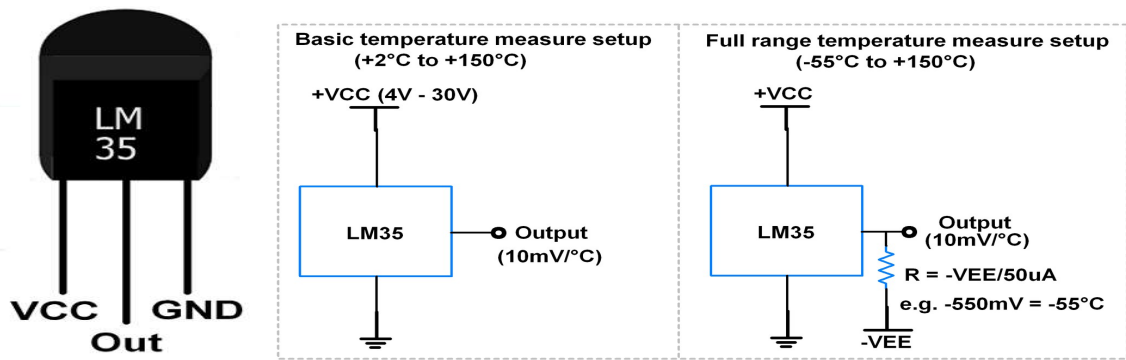 LM
35
VCC
GND
Out
Basic temperature measure setup
(+2°C to +150°C)
+VCC (4V - 30V)
LM35
Output
(10mV/°C)
Full range temperature measure setup
(-55°C to +150°C)
+VCC
LM35
Output
(10mV/°C)
R = -VEE/50uA
e.g. -550mV = -55°C
-VEE